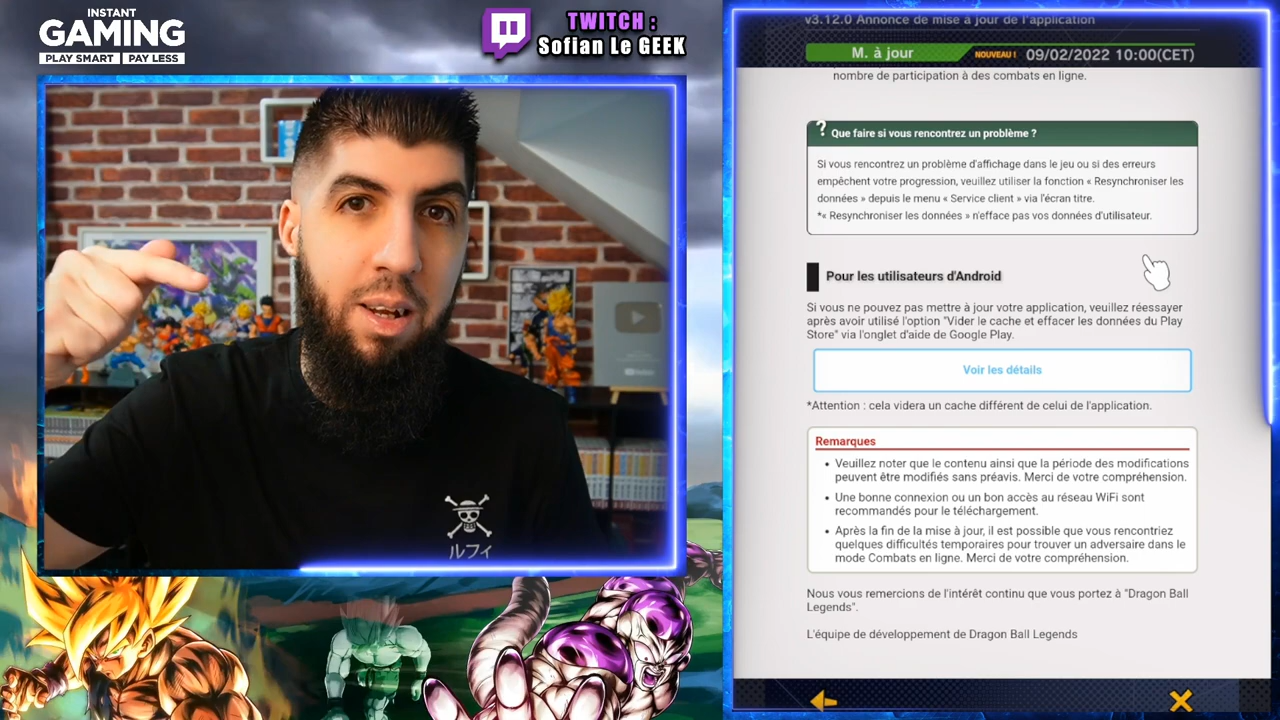 INSTANT
GAMING
PLAY SMART | PAY LESS
TWITCH :
Sofian Le GEEK
ルフィ
v3.12.0 Annonce de mise à jour de l'application
M. à jour
NOUVEAU !
09/02/2022 10:00(CET)
nombre de participation à des combats en ligne.
? Que faire si vous rencontrez un problème ?
Si vous rencontrez un problème d'affichage dans le jeu ou si des erreurs
empêchent votre progression, veuillez utiliser la fonction « Resynchroniser les
données » depuis le menu « Service client » via l'écran titre.
*« Resynchroniser les données » n'efface pas vos données d'utilisateur.
Pour les utilisateurs d'Android
Si vous ne pouvez pas mettre à jour votre application, veuillez réessayer
après avoir utilisé l'option "Vider le cache et effacer les données du Play
Store" via l'onglet d'aide de Google Play.
Voir les détails
*Attention : cela videra un cache différent de celui de l'application.
Remarques
• Veuillez noter que le contenu ainsi que la période des modifications
peuvent être modifiés sans préavis. Merci de votre compréhension.
• Une bonne connexion ou un bon accès au réseau WiFi sont
recommandés pour le téléchargement.
• Après la fin de la mise à jour, il est possible que vous rencontriez
quelques difficultés temporaires pour trouver un adversaire dans le
mode Combats en ligne. Merci de votre compréhension.
Nous vous remercions de l'intérêt continu que vous portez à "Dragon Ball
Legends".
L'équipe de développement de Dragon Ball Legends